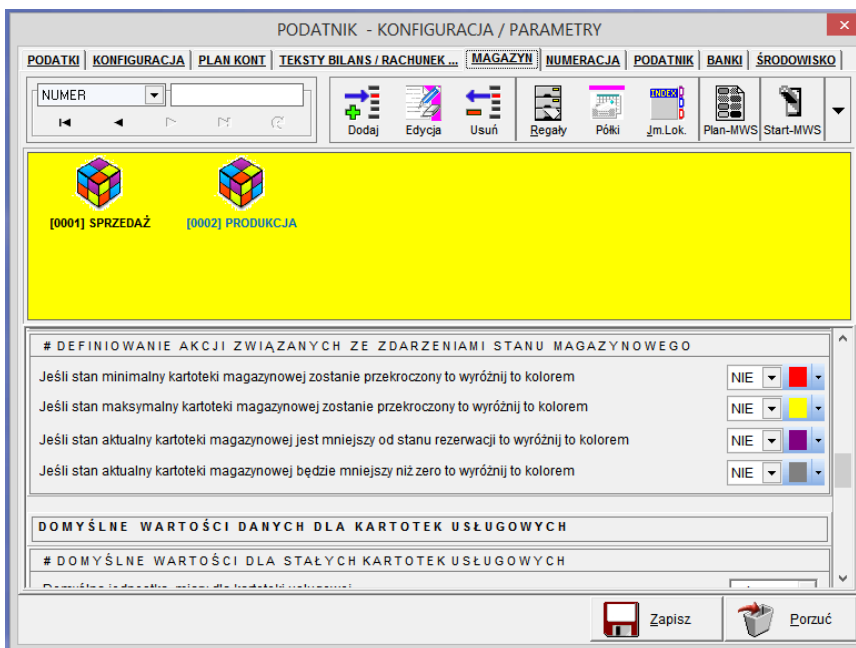 PODATNIK - KONFIGURACJA / PARAMETRY
PODATKI KONFIGURACJA PLAN KONT TEKSTY BILANS / RACHUNEK ... MAGAZYN NUMERACJA PODATNIK BANKI ŚRODOWISKO
NUMER
INDEX
Dodaj Edycja Usuń Regały Półki Jm.Lok. Plan-MWS Start-MWS
[0001] SPRZEDAŻ [0002] PRODUKCJA
# DEFINIOWANIE AKCJI ZWIĄZANYCH ZE ZDARZENIAMI STANU MAGAZYNOWEGO
Jeśli stan minimalny kartoteki magazynowej zostanie przekroczony to wyróżnij to kolorem NIE
Jeśli stan maksymalny kartoteki magazynowej zostanie przekroczony to wyróżnij to kolorem NIE
Jeśli stan aktualny kartoteki magazynowej jest mniejszy od stanu rezerwacji to wyróżnij to kolorem NIE
Jeśli stan aktualny kartoteki magazynowej będzie mniejszy niż zero to wyróżnij to kolorem NIE
DOMYŚLNE WARTOŚCI DANYCH DLA KARTOTEK USŁUGOWYCH
# DOMYŚLNE WARTOŚCI DLA STAŁYCH KARTOTEK USŁUGOWYCH
Zapisz Porzuć